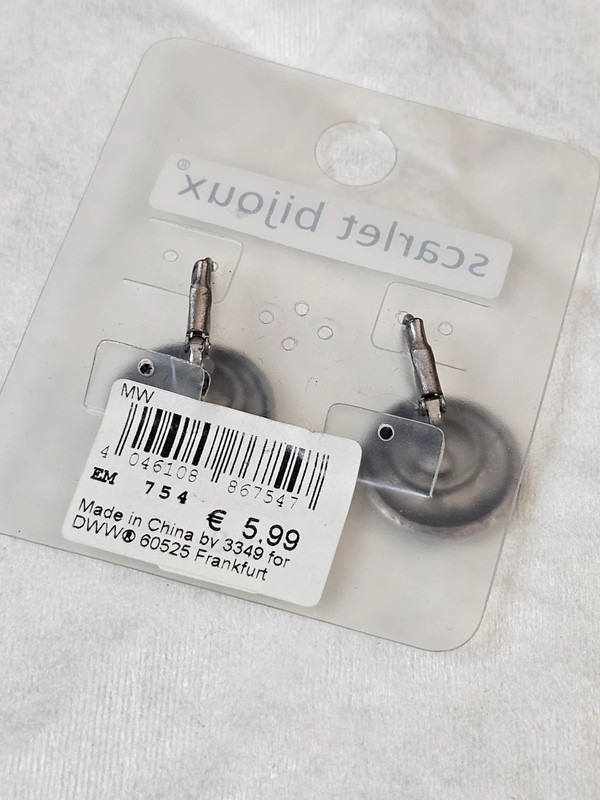 scarlet bijoux®
MW
4 046108 867547
EM 754
€ 5.99
Made in China by 3349 for
DWW® 60525 Frankfurt